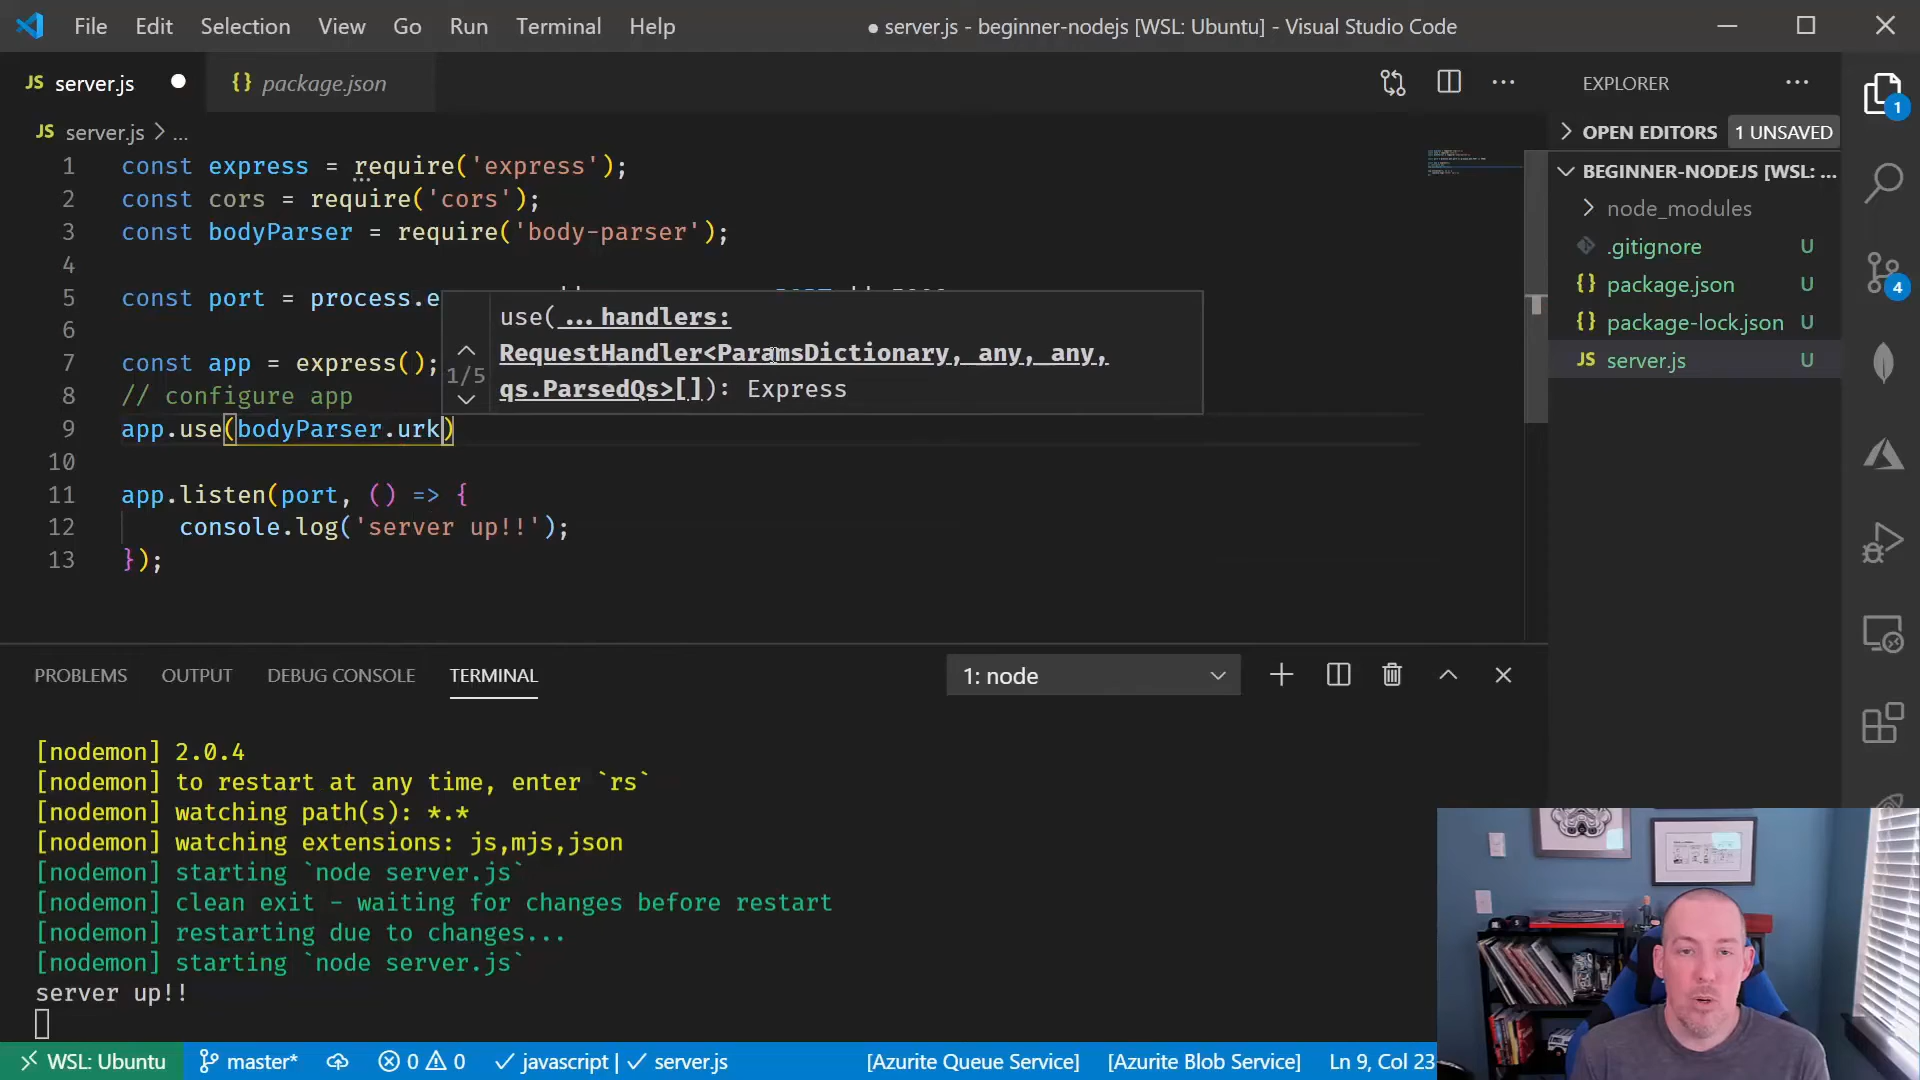 File Edit Selection View Go Run Terminal Help ● server.js - beginner-nodejs [WSL: Ubuntu] - Visual Studio Code
JS server.js ● {} package.json
EXPLORER ...
JS server.js > ...
OPEN EDITORS 1 UNSAVED
1 const express = require('express');
BEGINNER-NODEJS [WSL: ...
2 const cors = require('cors');
node_modules
3 const bodyParser = require('body-parser');
.gitignore U
4
{} package.json U
5 const port = process.e
use(...handlers:
{} package-lock.json U
6
RequestHandler<ParamsDictionary, any, any,
JS server.js U
7 const app = express();
1/5
qs.ParsedQs>[]): Express
8 // configure app
9 app.use(bodyParser.urk)
10
11 app.listen(port, () => {
12 console.log('server up!!');
13 });
1
4
PROBLEMS OUTPUT DEBUG CONSOLE TERMINAL 1: node
[nodemon] 2.0.4
[nodemon] to restart at any time, enter `rs`
[nodemon] watching path(s): *.*
[nodemon] watching extensions: js,mjs,json
[nodemon] starting `node server.js`
[nodemon] clean exit - waiting for changes before restart
[nodemon] restarting due to changes...
[nodemon] starting `node server.js`
server up!!
WSL: Ubuntu master* 0 0 javascript | server.js [Azurite Queue Service] [Azurite Blob Service] Ln 9, Col 23